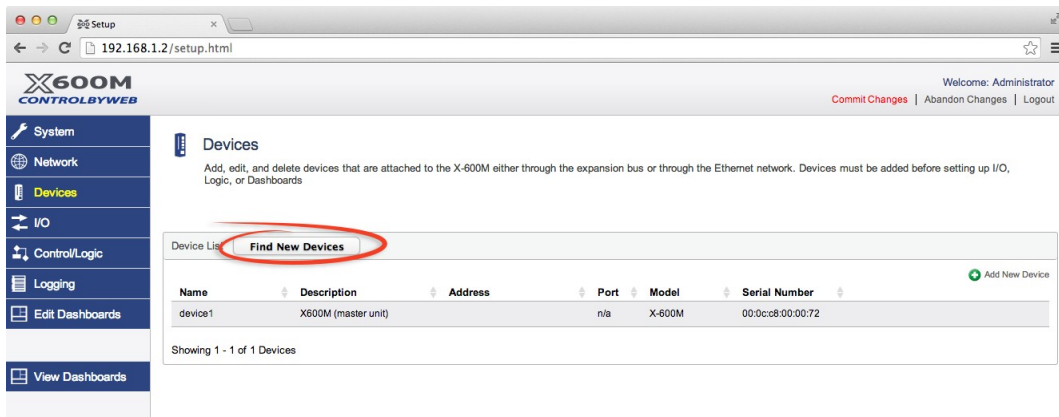 Setup
192.168.1.2/setup.html
X600M
CONTROLBYWEB
Welcome: Administrator
Commit Changes | Abandon Changes | Logout
System
Network
Devices
I/O
Control/Logic
Logging
Edit Dashboards
View Dashboards
Devices
Add, edit, and delete devices that are attached to the X-600M either through the expansion bus or through the Ethernet network. Devices must be added before setting up I/O,
Logic, or Dashboards
Device List Find New Devices
Add New Device
Name Description Address Port Model Serial Number
device1 X600M (master unit) n/a X-600M 00:0c:c8:00:00:72
Showing 1 - 1 of 1 Devices